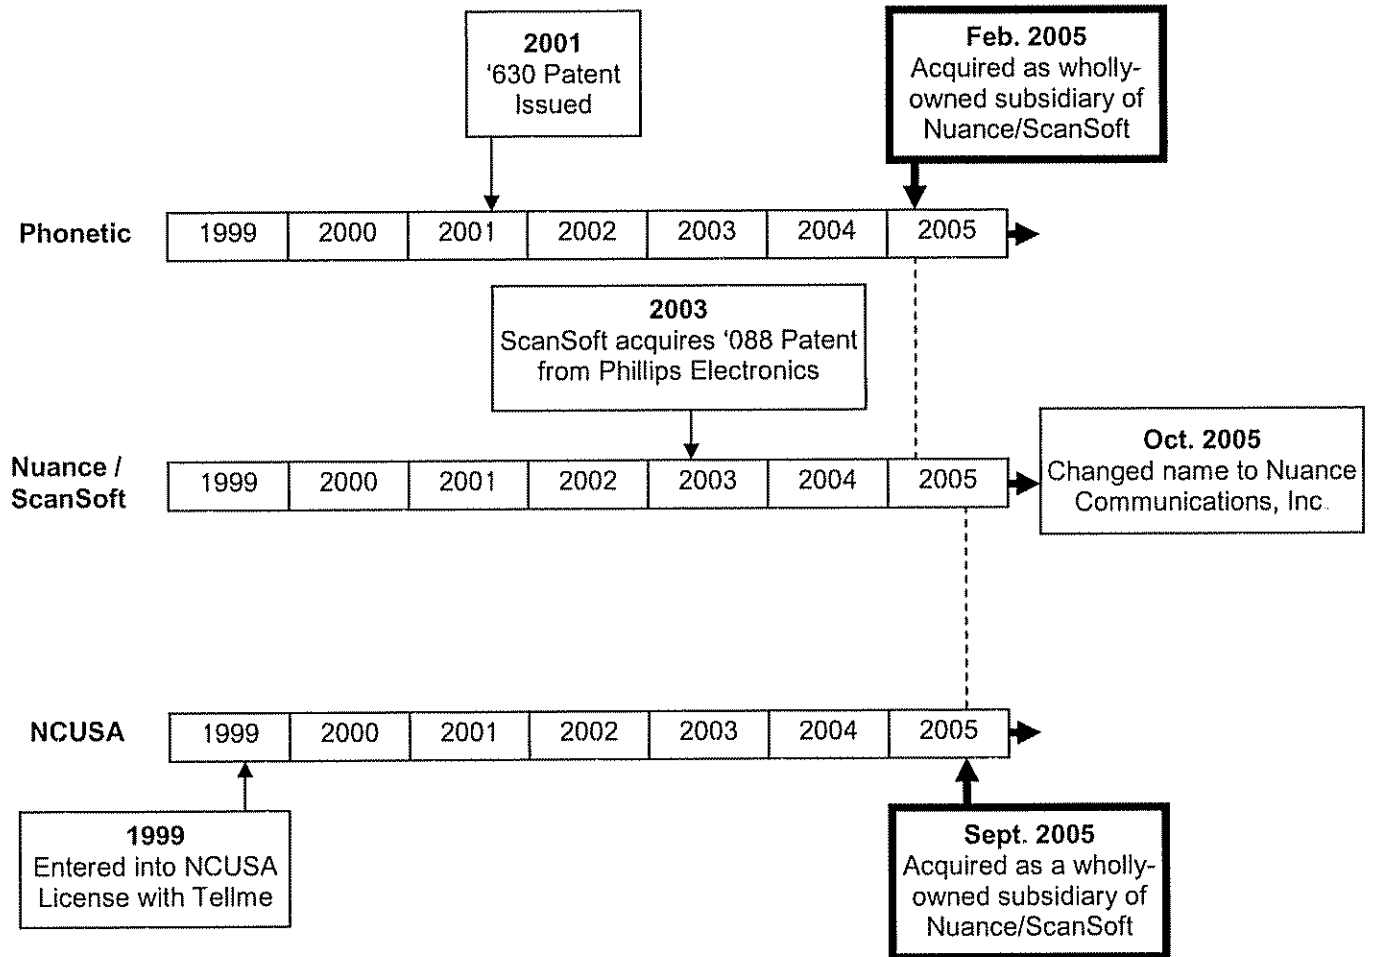 2001
'630 Patent
Issued
Feb. 2005
Acquired as wholly-
owned subsidiary of
Nuance/ScanSoft
Phonetic
1999 2000 2001 2002 2003 2004 2005
2003
ScanSoft acquires '088 Patent
from Phillips Electronics
Nuance /
ScanSoft
1999 2000 2001 2002 2003 2004 2005
Oct. 2005
Changed name to Nuance
Communications, Inc.
NCUSA
1999 2000 2001 2002 2003 2004 2005
1999
Entered into NCUSA
License with Tellme
Sept. 2005
Acquired as a wholly-
owned subsidiary of
Nuance/ScanSoft